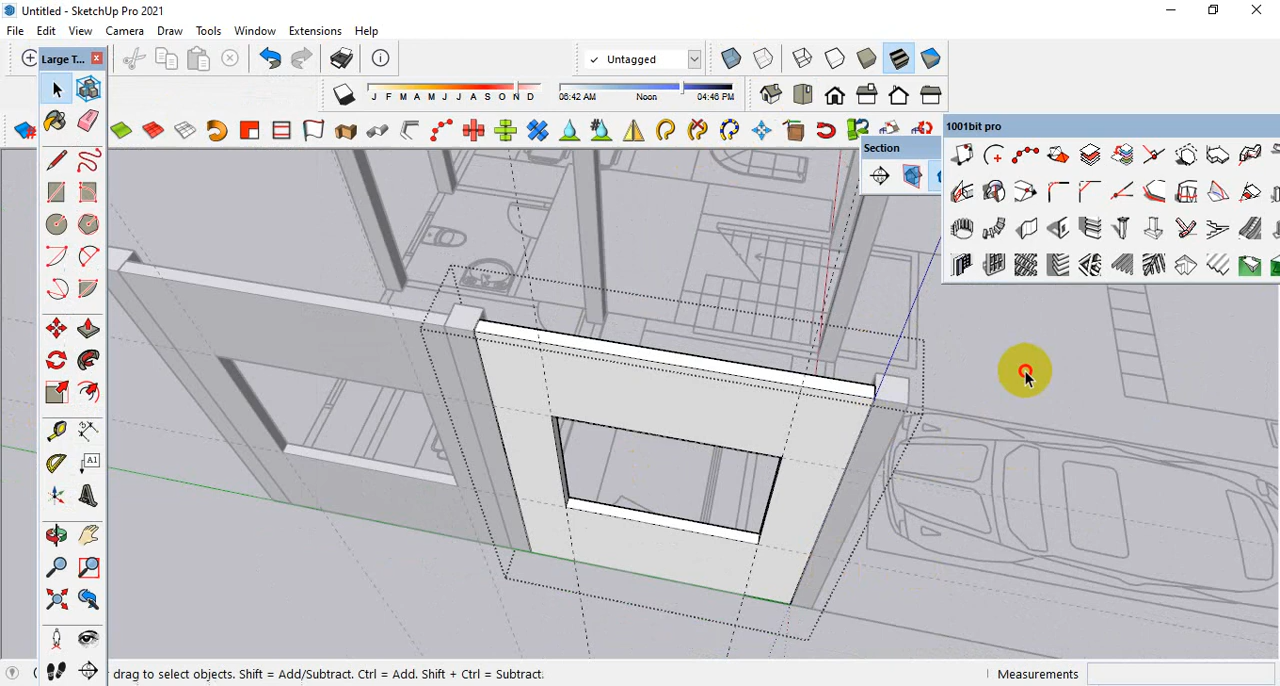 Untitled - SketchUp Pro 2021
File Edit View Camera Draw Tools Window Extensions Help
Large T...
✓ Untagged
J F M A M J J A S O N D
06:42 AM Noon 04:46 PM
1001bit pro
Section
A1
drag to select objects. Shift = Add/Subtract. Ctrl = Add. Shift + Ctrl = Subtract.
Measurements